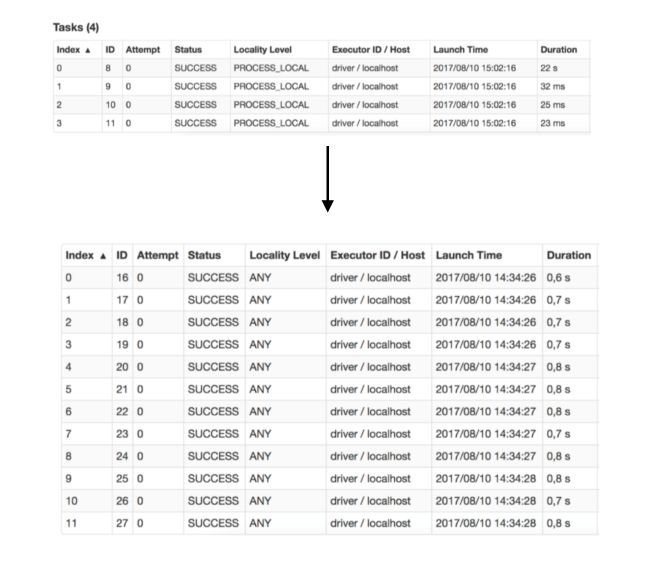 Tasks (4)
Index ▲ ID Attempt Status Locality Level Executor ID / Host Launch Time Duration
0 8 0 SUCCESS PROCESS_LOCAL driver / localhost 2017/08/10 15:02:16 22 s
1 9 0 SUCCESS PROCESS_LOCAL driver / localhost 2017/08/10 15:02:16 32 ms
2 10 0 SUCCESS PROCESS_LOCAL driver / localhost 2017/08/10 15:02:16 25 ms
3 11 0 SUCCESS PROCESS_LOCAL driver / localhost 2017/08/10 15:02:16 23 ms
Index ▲ ID Attempt Status Locality Level Executor ID / Host Launch Time Duration
0 16 0 SUCCESS ANY driver / localhost 2017/08/10 14:34:26 0,6 s
1 17 0 SUCCESS ANY driver / localhost 2017/08/10 14:34:26 0,7 s
2 18 0 SUCCESS ANY driver / localhost 2017/08/10 14:34:26 0,7 s
3 19 0 SUCCESS ANY driver / localhost 2017/08/10 14:34:26 0,7 s
4 20 0 SUCCESS ANY driver / localhost 2017/08/10 14:34:27 0,8 s
5 21 0 SUCCESS ANY driver / localhost 2017/08/10 14:34:27 0,8 s
6 22 0 SUCCESS ANY driver / localhost 2017/08/10 14:34:27 0,8 s
7 23 0 SUCCESS ANY driver / localhost 2017/08/10 14:34:27 0,7 s
8 24 0 SUCCESS ANY driver / localhost 2017/08/10 14:34:27 0,8 s
9 25 0 SUCCESS ANY driver / localhost 2017/08/10 14:34:28 0,8 s
10 26 0 SUCCESS ANY driver / localhost 2017/08/10 14:34:28 0,7 s
11 27 0 SUCCESS ANY driver / localhost 2017/08/10 14:34:28 0,8 s